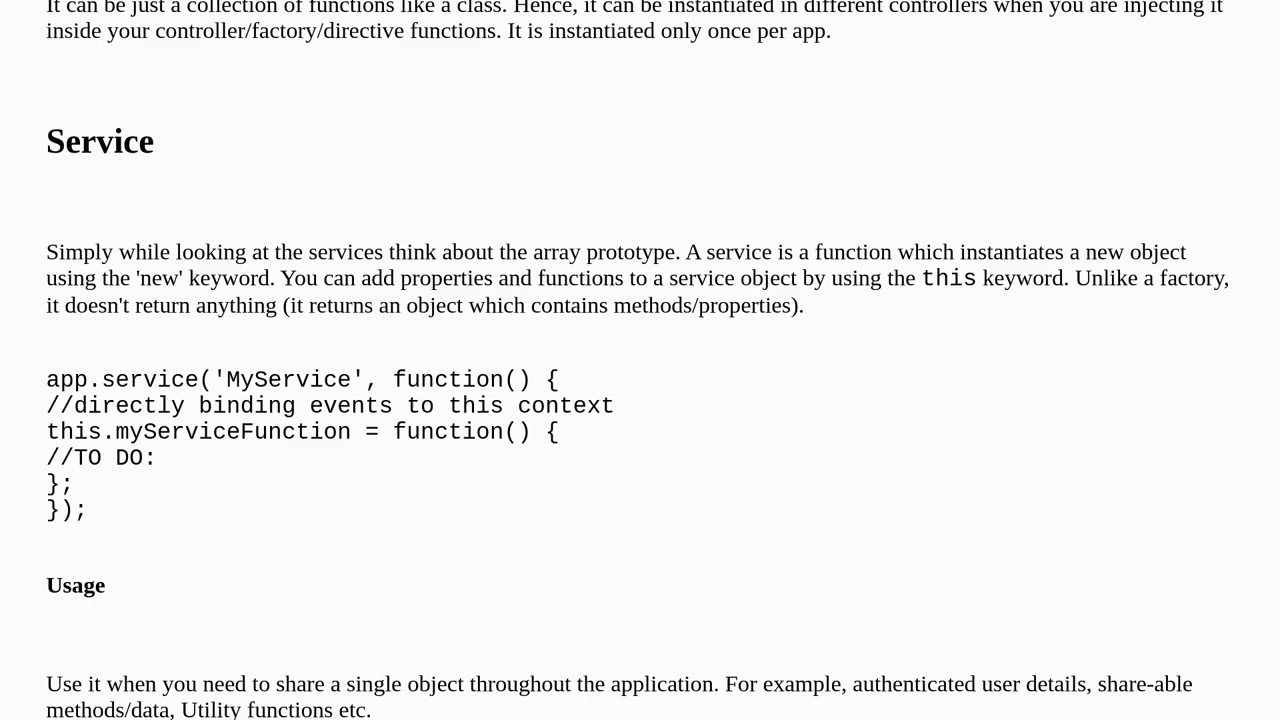 It can be just a collection of functions like a class. Hence, it can be instantiated in different controllers when you are injecting it
inside your controller/factory/directive functions. It is instantiated only once per app.
Service
Simply while looking at the services think about the array prototype. A service is a function which instantiates a new object
using the 'new' keyword. You can add properties and functions to a service object by using the this keyword. Unlike a factory,
it doesn't return anything (it returns an object which contains methods/properties).
app.service('MyService', function() {
//directly binding events to this context
this.myServiceFunction = function() {
//TO DO:
};
});
Usage
Use it when you need to share a single object throughout the application. For example, authenticated user details, share-able
methods/data, Utility functions etc.